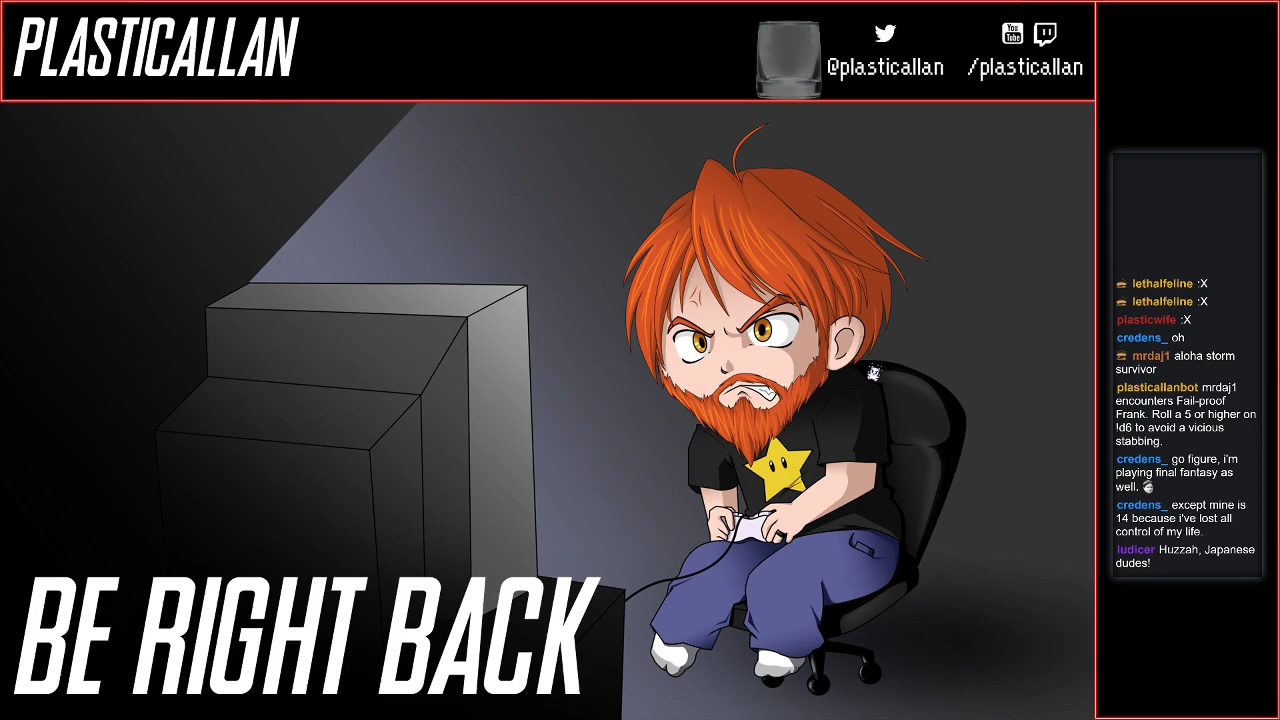 PLASTICALLAN
@plasticallan
You Tube
/plasticallan
BE RIGHT BACK
lethalfeline :X
lethalfeline :X
plasticwife :X
credens_ oh
mrdaj1 aloha storm
survivor
plasticallanbot mrdaj1
encounters Fail-proof
Frank. Roll a 5 or higher on
!d6 to avoid a vicious
stabbing.
credens_ go figure, i'm
playing final fantasy as
well.
credens_ except mine is
14 because i've lost all
control of my life.
ludicer Huzzah, Japanese
dudes!